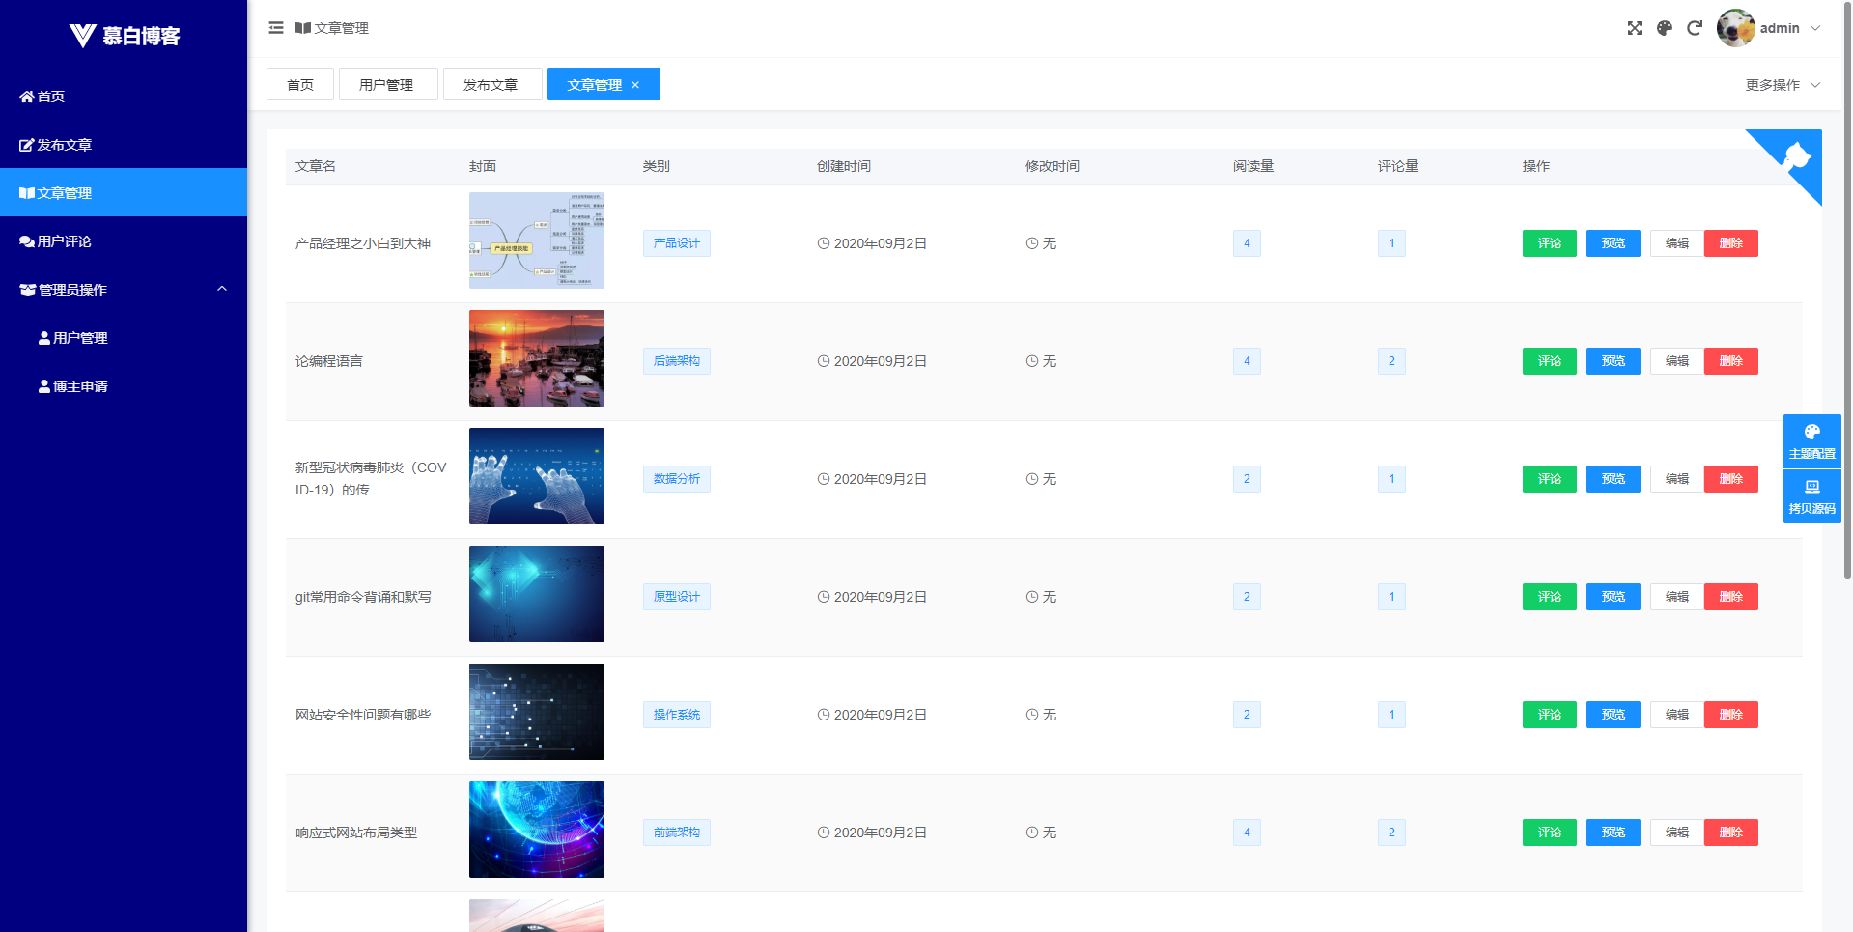 慕白博客
首页
发布文章
文章管理
用户评论
管理员操作
用户管理
博主申请
文章管理
admin
首页
用户管理
发布文章
文章管理 ×
更多操作
文章名 封面 类别 创建时间 修改时间 阅读量 评论量 操作
产品经理之小白到大神 产品经理技能 产品设计 2020年09月2日 无 4 1 评论 预览 编辑 删除
论编程语言 后端架构 2020年09月2日 无 4 2 评论 预览 编辑 删除
新型冠状病毒肺炎（COV
ID-19）的传 数据分析 2020年09月2日 无 2 1 评论 预览 编辑 删除
git常用命令背诵和默写 原型设计 2020年09月2日 无 2 1 评论 预览 编辑 删除
网站安全性问题有哪些 操作系统 2020年09月2日 无 2 1 评论 预览 编辑 删除
响应式网站布局类型 前端架构 2020年09月2日 无 4 2 评论 预览 编辑 删除
主题配置
拷贝源码